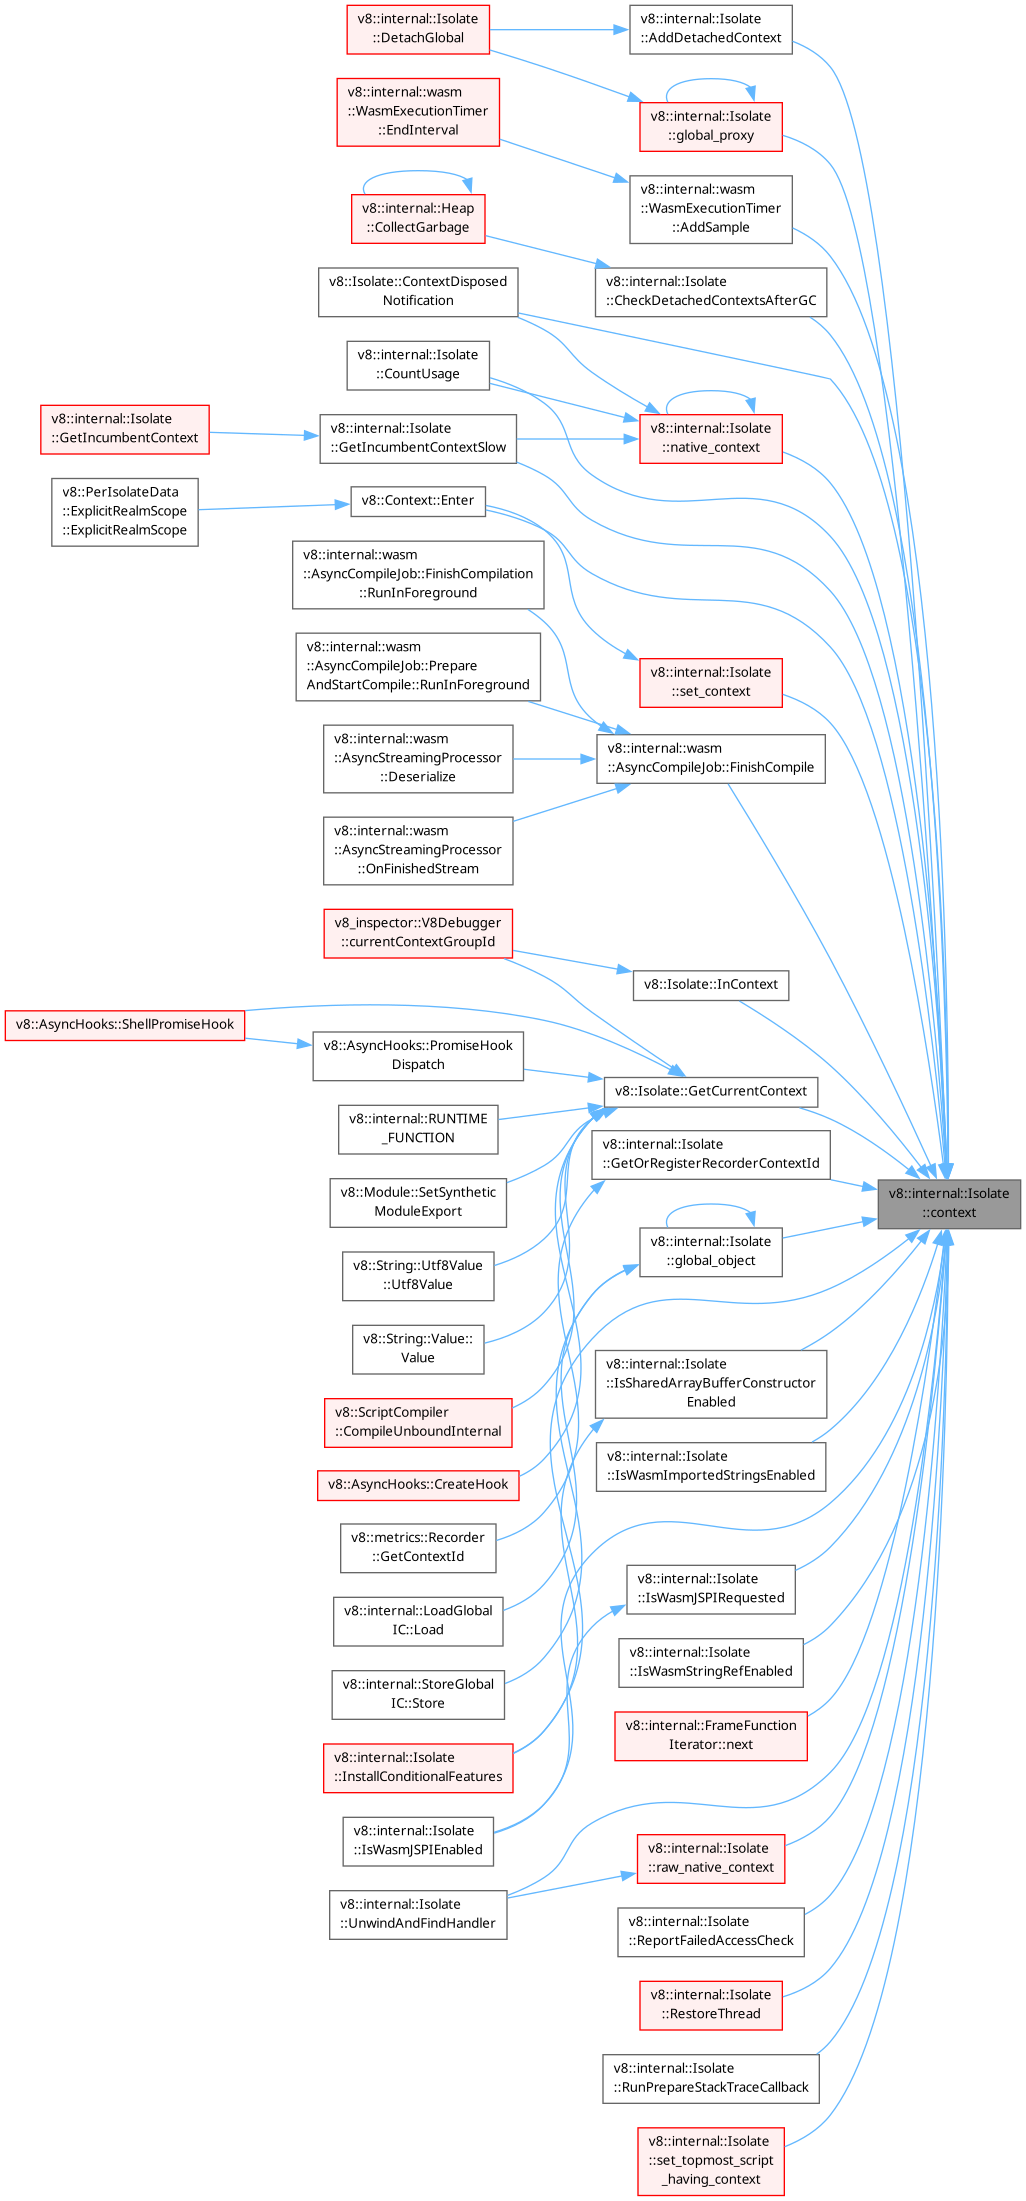 v8::internal::Isolate
::DetachGlobal
v8::internal::Isolate
::AddDetachedContext
v8::internal::wasm
::WasmExecutionTimer
::EndInterval
v8::internal::Isolate
::global_proxy
v8::internal::Heap
::CollectGarbage
v8::internal::wasm
::WasmExecutionTimer
::AddSample
v8::Isolate::ContextDisposed
Notification
v8::internal::Isolate
::CheckDetachedContextsAfterGC
v8::internal::Isolate
::CountUsage
v8::internal::Isolate
::GetIncumbentContext
v8::internal::Isolate
::GetIncumbentContextSlow
v8::internal::Isolate
::native_context
v8::PerIsolateData
::ExplicitRealmScope
::ExplicitRealmScope
v8::Context::Enter
v8::internal::wasm
::AsyncCompileJob::FinishCompilation
::RunInForeground
v8::internal::wasm
::AsyncCompileJob::Prepare
AndStartCompile::RunInForeground
v8::internal::Isolate
::set_context
v8::internal::wasm
::AsyncStreamingProcessor
::Deserialize
v8::internal::wasm
::AsyncCompileJob::FinishCompile
v8::internal::wasm
::AsyncStreamingProcessor
::OnFinishedStream
v8_inspector::V8Debugger
::currentContextGroupId
v8::Isolate::InContext
v8::AsyncHooks::ShellPromiseHook
v8::AsyncHooks::PromiseHook
Dispatch
v8::Isolate::GetCurrentContext
v8::internal::RUNTIME
_FUNCTION
v8::internal::Isolate
::GetOrRegisterRecorderContextId
v8::Module::SetSynthetic
ModuleExport
v8::internal::Isolate
::context
v8::String::Utf8Value
::Utf8Value
v8::internal::Isolate
::global_object
v8::String::Value::
Value
v8::internal::Isolate
::IsSharedArrayBufferConstructor
Enabled
v8::ScriptCompiler
::CompileUnboundInternal
v8::internal::Isolate
::IsWasmImportedStringsEnabled
v8::AsyncHooks::CreateHook
v8::metrics::Recorder
::GetContextId
v8::internal::Isolate
::IsWasmJSPIRequested
v8::internal::LoadGlobal
IC::Load
v8::internal::Isolate
::IsWasmStringRefEnabled
v8::internal::StoreGlobal
IC::Store
v8::internal::FrameFunction
Iterator::next
v8::internal::Isolate
::InstallConditionalFeatures
v8::internal::Isolate
::IsWasmJSPIEnabled
v8::internal::Isolate
::raw_native_context
v8::internal::Isolate
::UnwindAndFindHandler
v8::internal::Isolate
::ReportFailedAccessCheck
v8::internal::Isolate
::RestoreThread
v8::internal::Isolate
::RunPrepareStackTraceCallback
v8::internal::Isolate
::set_topmost_script
_having_context